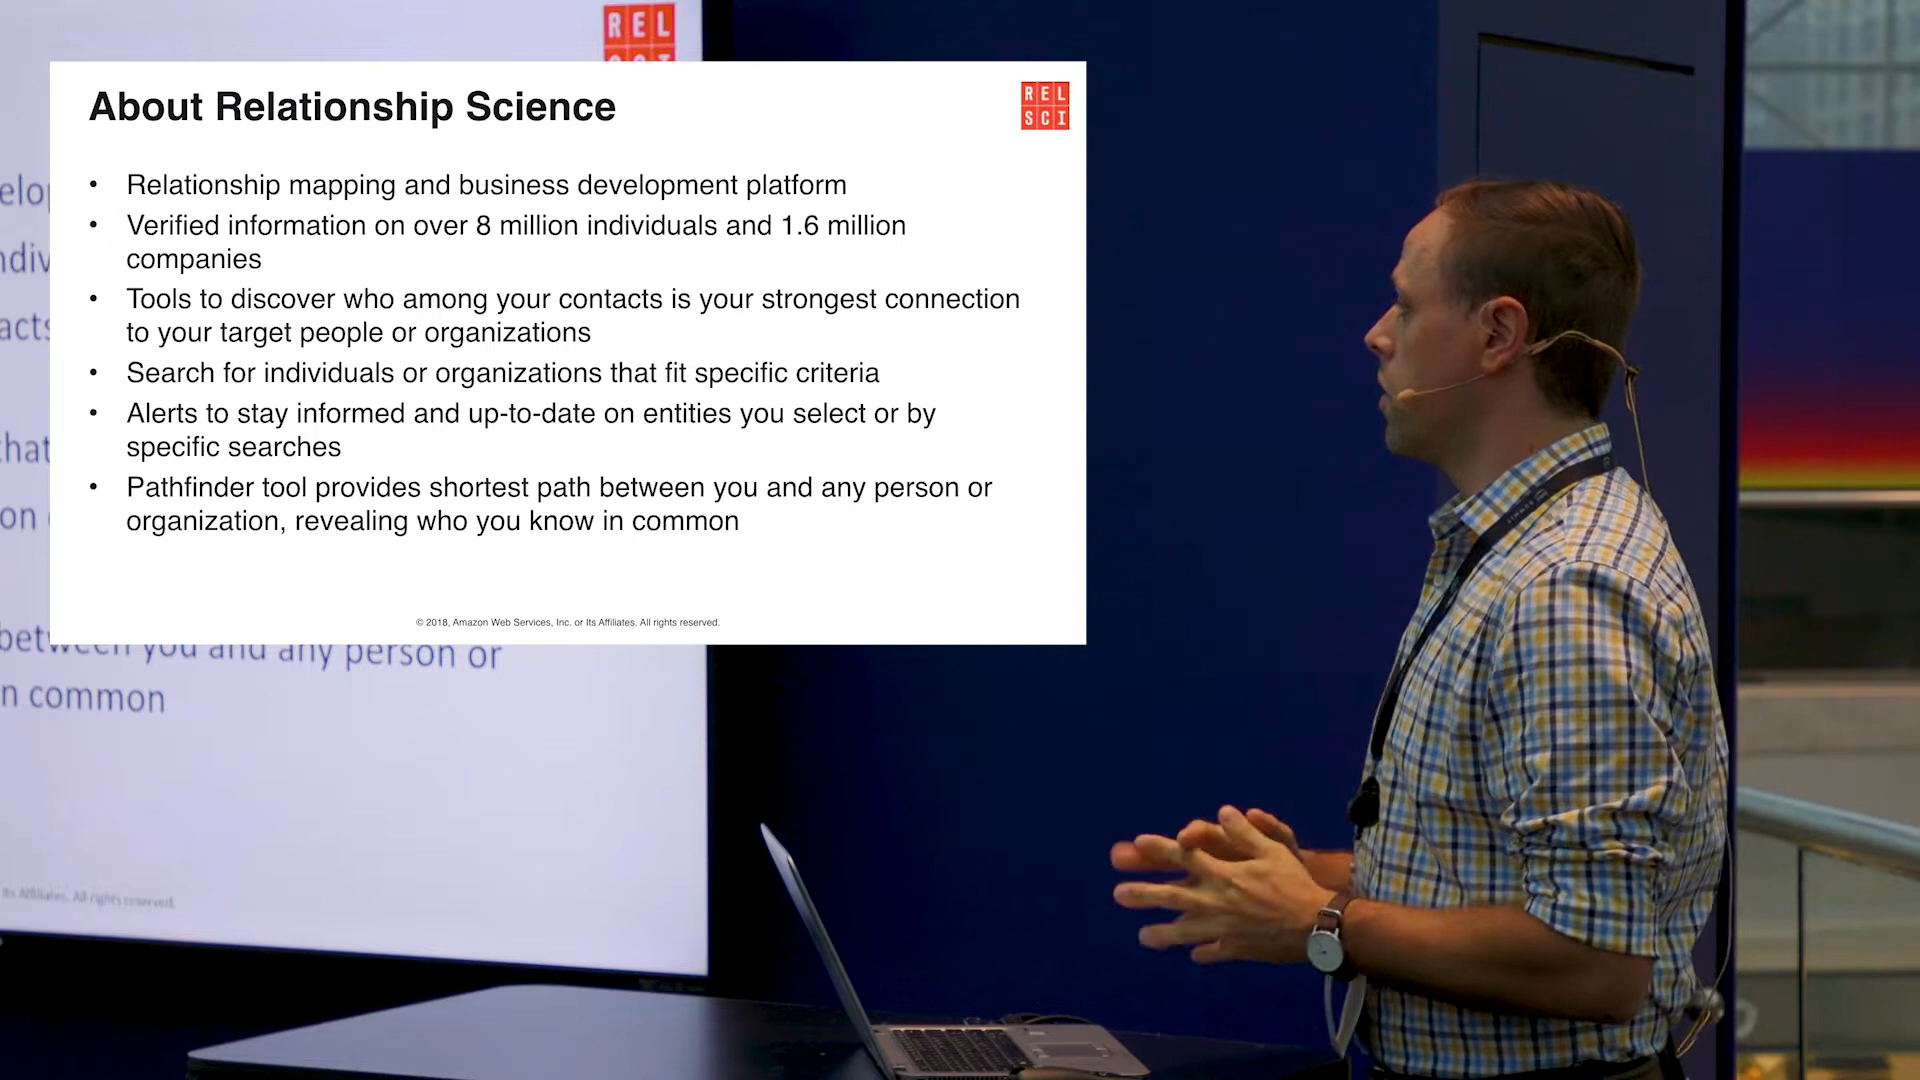 REL
About Relationship Science
REL
SCI
• Relationship mapping and business development platform
• Verified information on over 8 million individuals and 1.6 million
companies
• Tools to discover who among your contacts is your strongest connection
to your target people or organizations
• Search for individuals or organizations that fit specific criteria
• Alerts to stay informed and up-to-date on entities you select or by
specific searches
• Pathfinder tool provides shortest path between you and any person or
organization, revealing who you know in common
© 2018, Amazon Web Services, Inc. or Its Affiliates. All rights reserved.
between you and any person or
n common
Its Affiliates. All rights reserved.